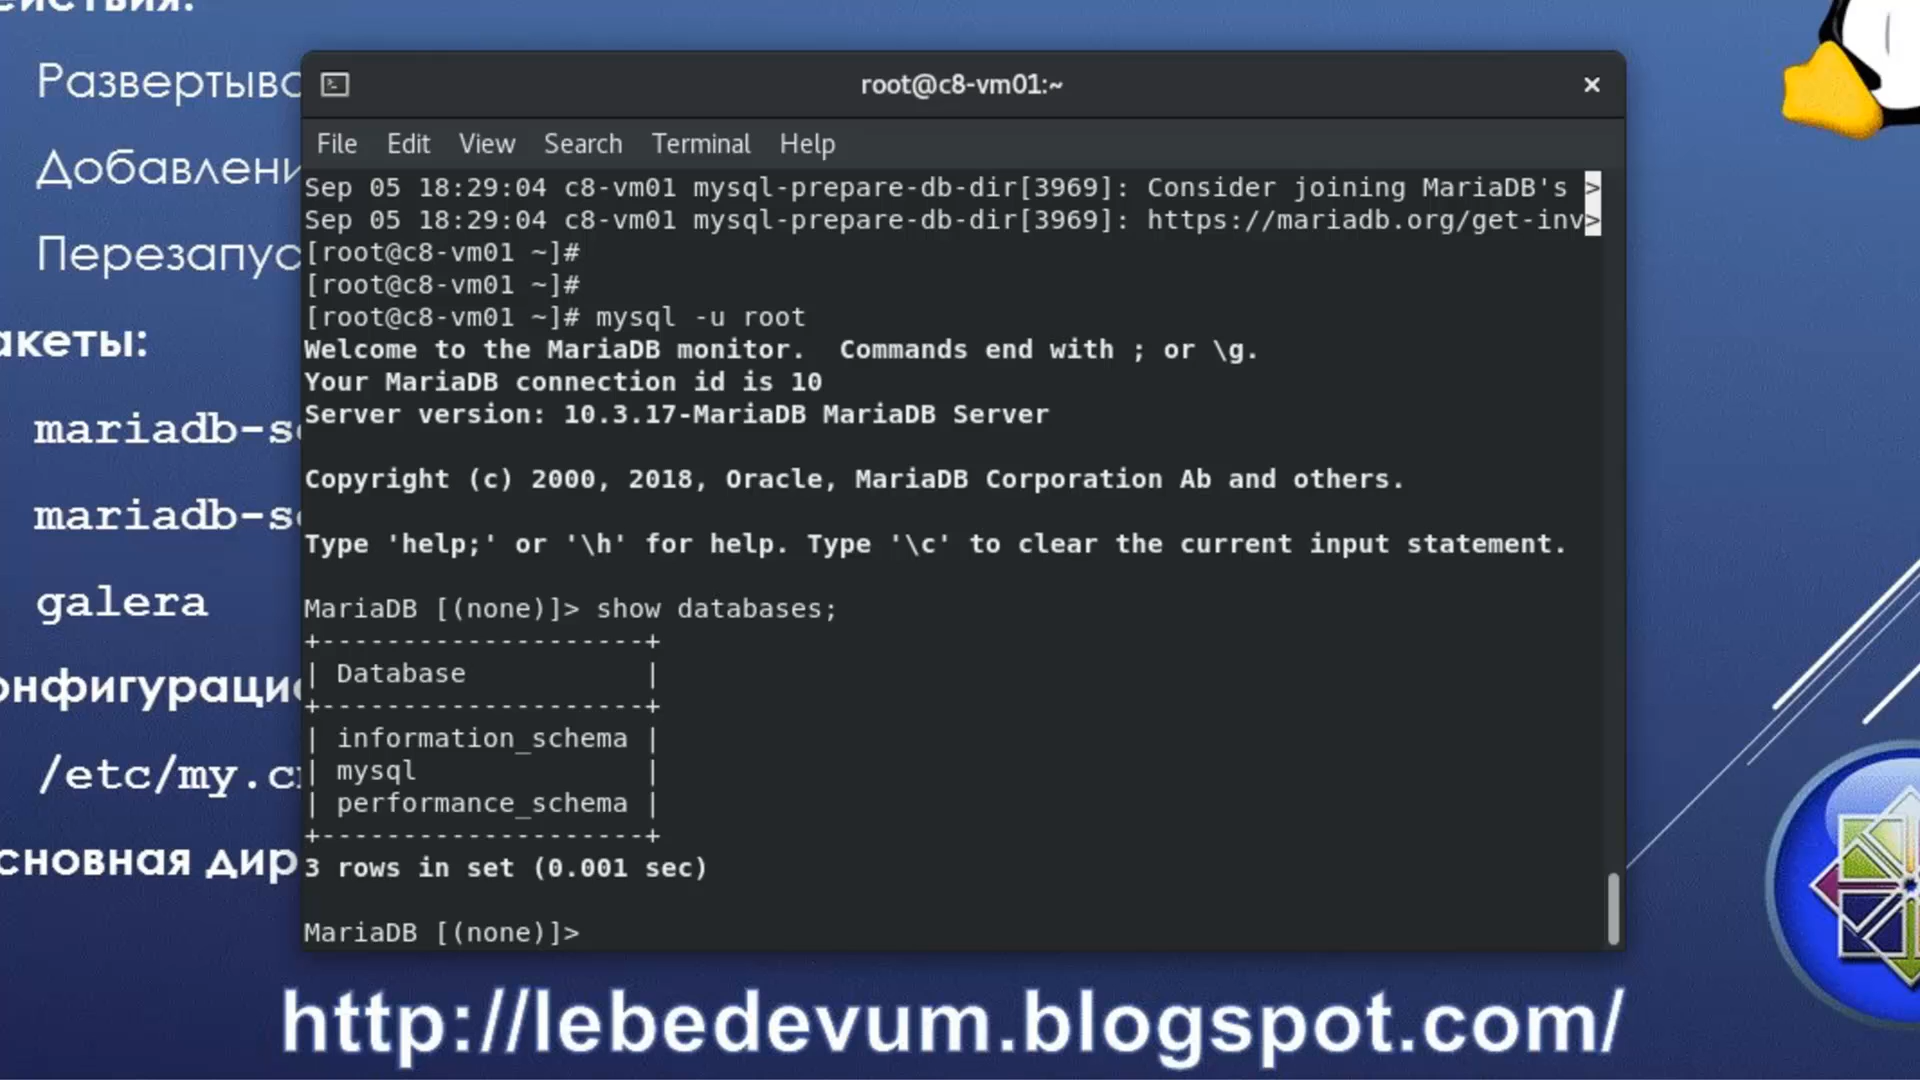 root@c8-vm01:~
File Edit View Search Terminal Help
Sep 05 18:29:04 c8-vm01 mysql-prepare-db-dir[3969]: Consider joining MariaDB's >
Sep 05 18:29:04 c8-vm01 mysql-prepare-db-dir[3969]: https://mariadb.org/get-inv>
[root@c8-vm01 ~]#
[root@c8-vm01 ~]#
[root@c8-vm01 ~]# mysql -u root
Welcome to the MariaDB monitor.  Commands end with ; or \g.
Your MariaDB connection id is 10
Server version: 10.3.17-MariaDB MariaDB Server
Copyright (c) 2000, 2018, Oracle, MariaDB Corporation Ab and others.
Type 'help;' or '\h' for help. Type '\c' to clear the current input statement.
MariaDB [(none)]> show databases;
+--------------------+
| Database           |
+--------------------+
| information_schema |
| mysql              |
| performance_schema |
+--------------------+
3 rows in set (0.001 sec)
MariaDB [(none)]>
ействия:
Развертыва
Добавлени
Перезапус
акеты:
mariadb-se
mariadb-se
galera
онфигурацио
/etc/my.cn
сновная дир
http://lebedevum.blogspot.com/